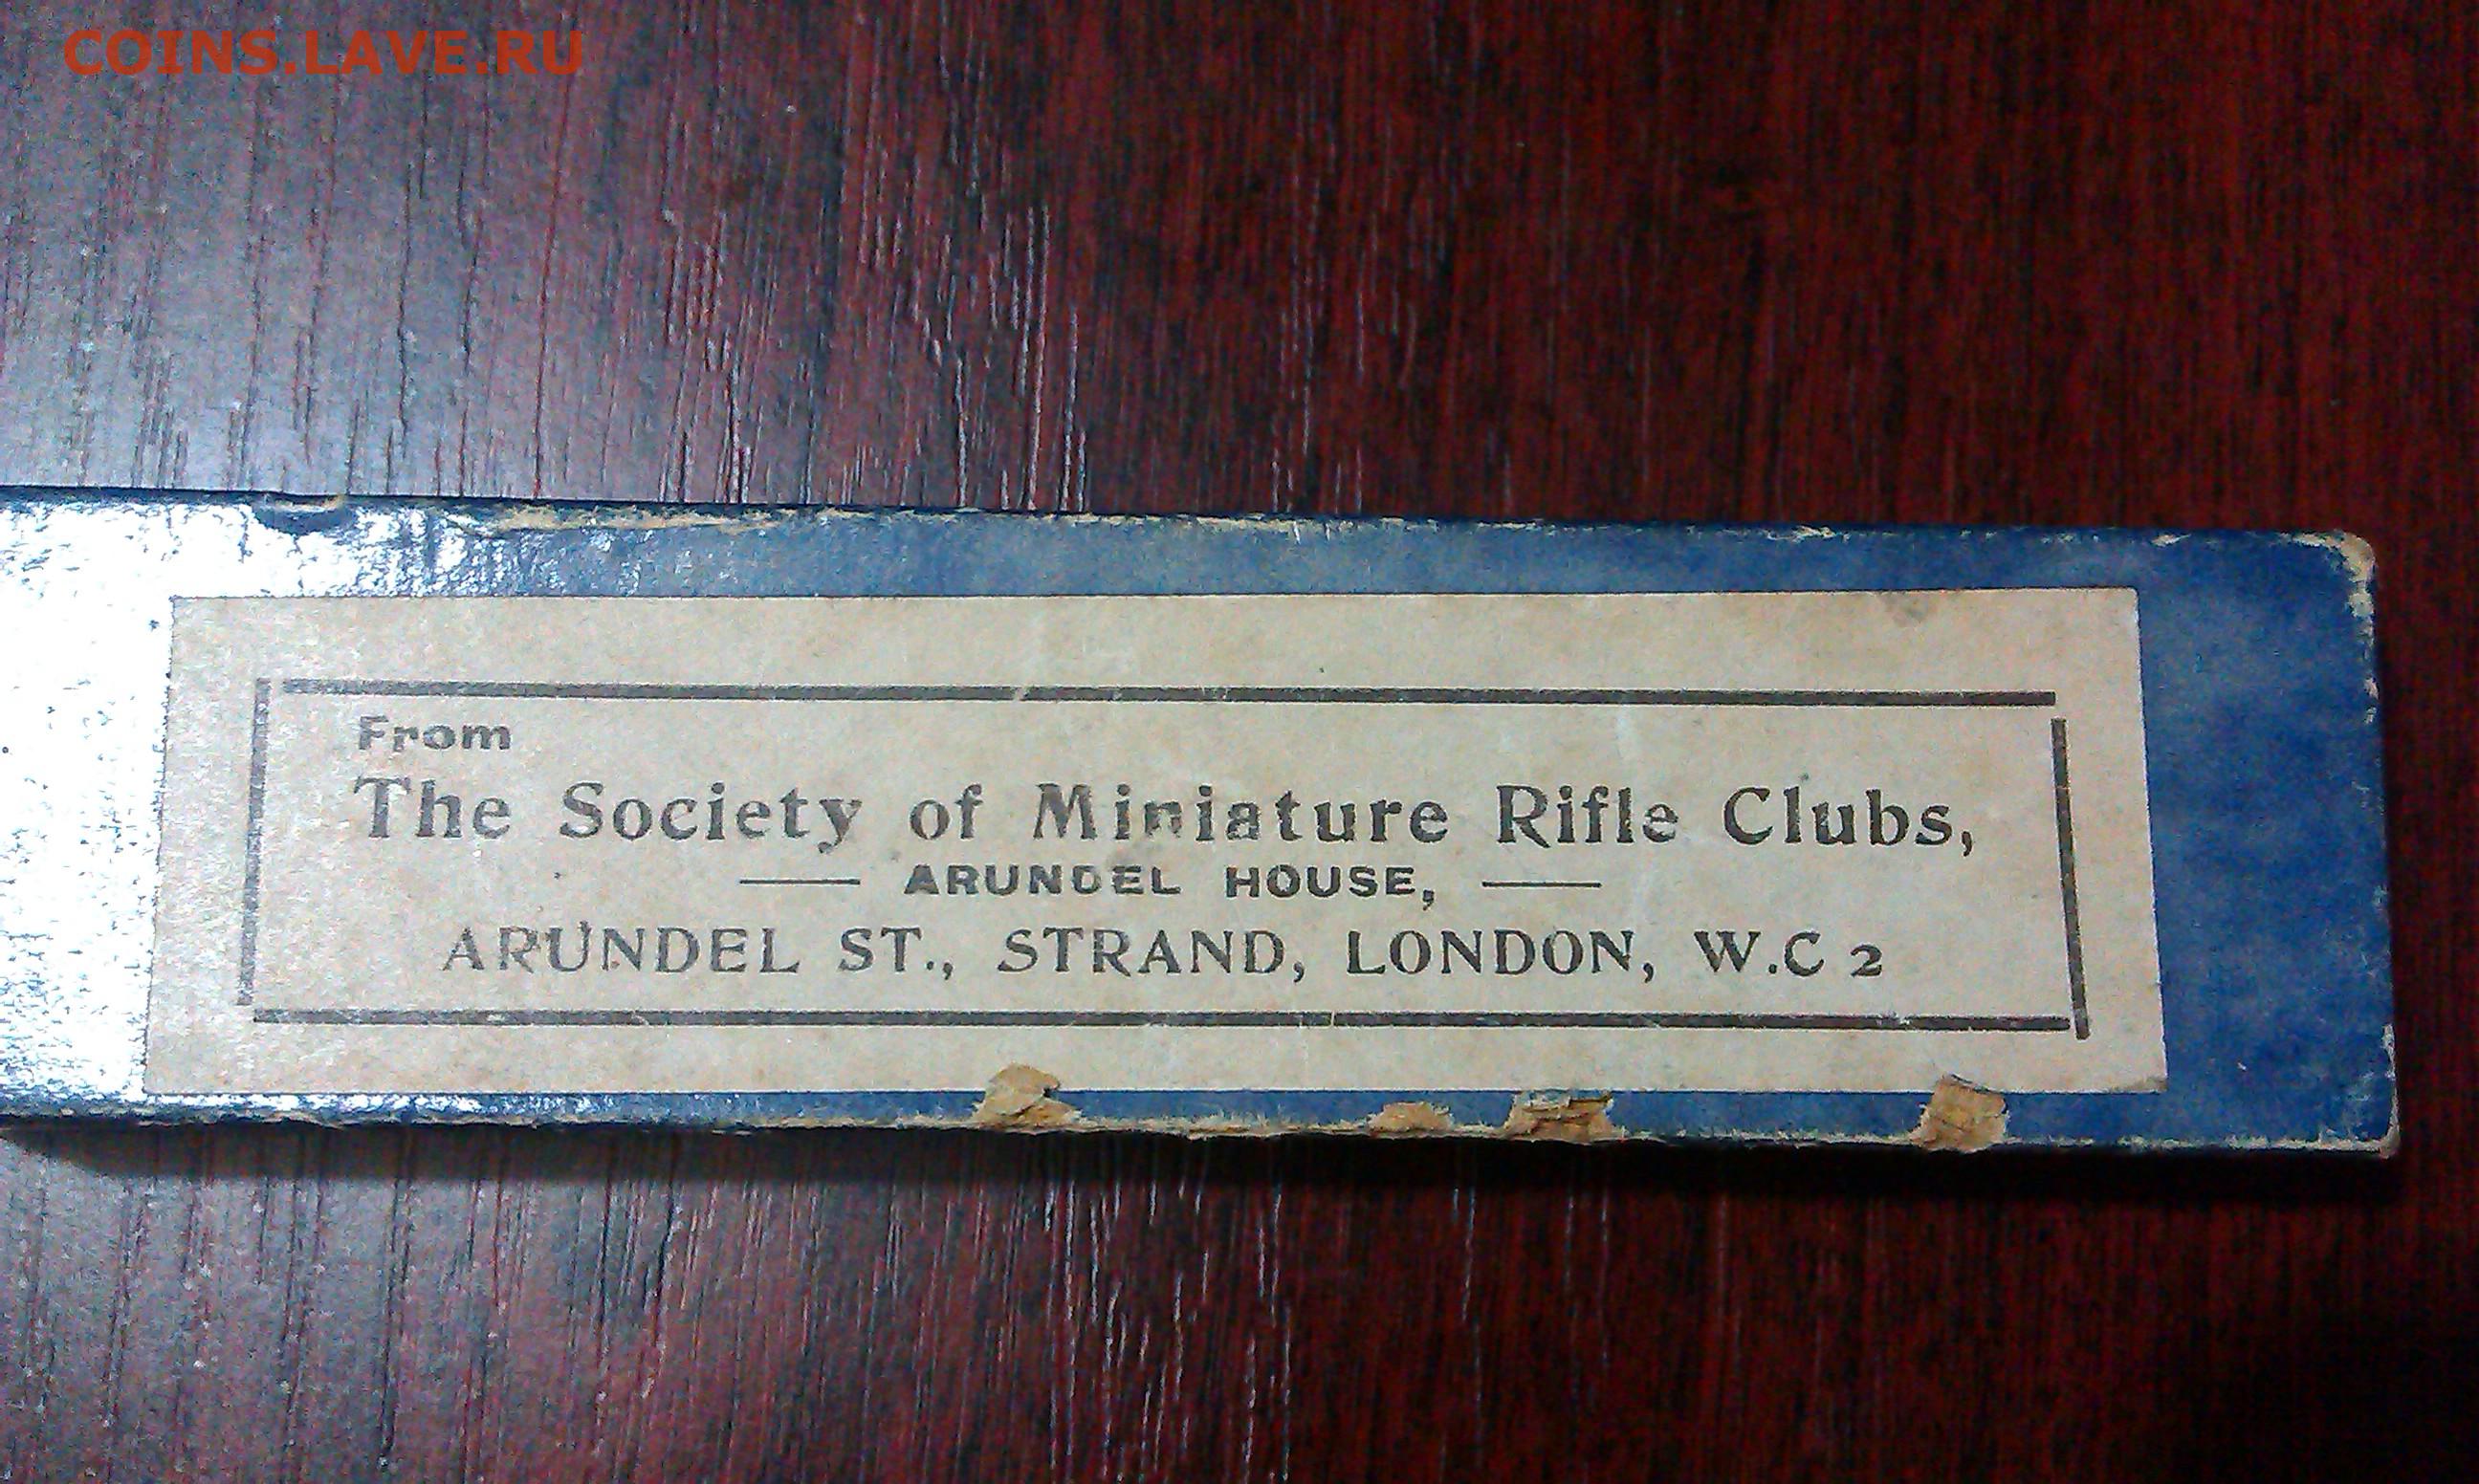 COINS.LAVE.RU
From
The Society of Miniature Rifle Clubs,
ARUNDEL HOUSE,
ARUNDEL ST., STRAND, LONDON, W.C 2